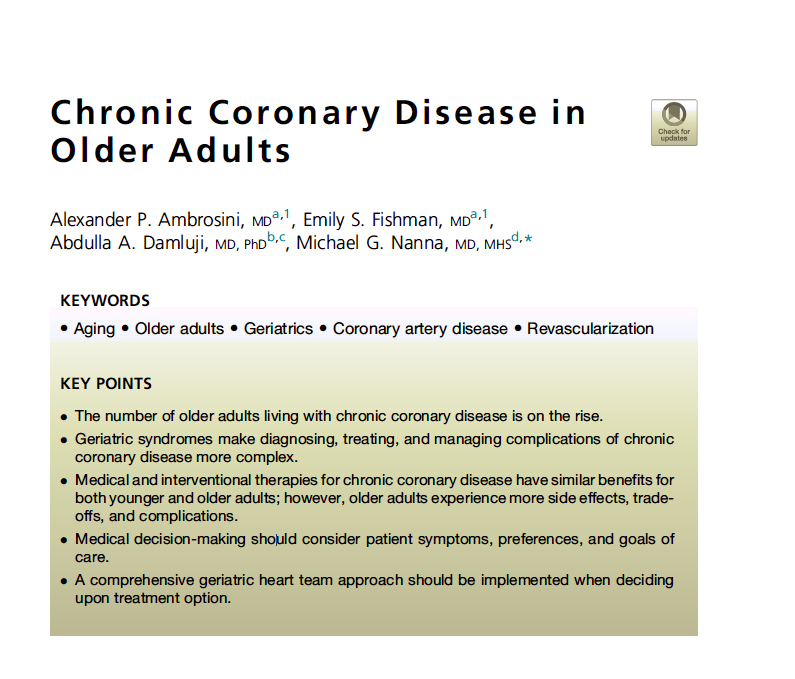 Chronic Coronary Disease in
Older Adults
Check for
updates
Alexander P. Ambrosini, MDa,1, Emily S. Fishman, MDa,1,
Abdulla A. Damluji, MD, PhDb,c, Michael G. Nanna, MD, MHSd,*
KEYWORDS
• Aging • Older adults • Geriatrics • Coronary artery disease • Revascularization
KEY POINTS
• The number of older adults living with chronic coronary disease is on the rise.
• Geriatric syndromes make diagnosing, treating, and managing complications of chronic
coronary disease more complex.
• Medical and interventional therapies for chronic coronary disease have similar benefits for
both younger and older adults; however, older adults experience more side effects, trade-
offs, and complications.
• Medical decision-making should consider patient symptoms, preferences, and goals of
care.
• A comprehensive geriatric heart team approach should be implemented when deciding
upon treatment option.